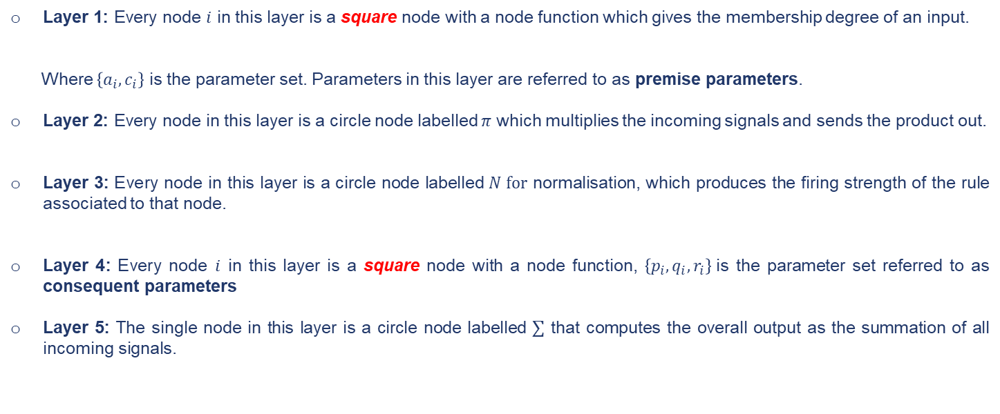 ○ Layer 1: Every node i in this layer is a square node with a node function which gives the membership degree of an input.
Where {aᵢ, cᵢ} is the parameter set. Parameters in this layer are referred to as premise parameters.
○ Layer 2: Every node in this layer is a circle node labelled π which multiplies the incoming signals and sends the product out.
○ Layer 3: Every node in this layer is a circle node labelled N for normalisation, which produces the firing strength of the rule
associated to that node.
○ Layer 4: Every node i in this layer is a square node with a node function, {pᵢ, qᵢ, rᵢ} is the parameter set referred to as
consequent parameters
○ Layer 5: The single node in this layer is a circle node labelled ∑ that computes the overall output as the summation of all
incoming signals.